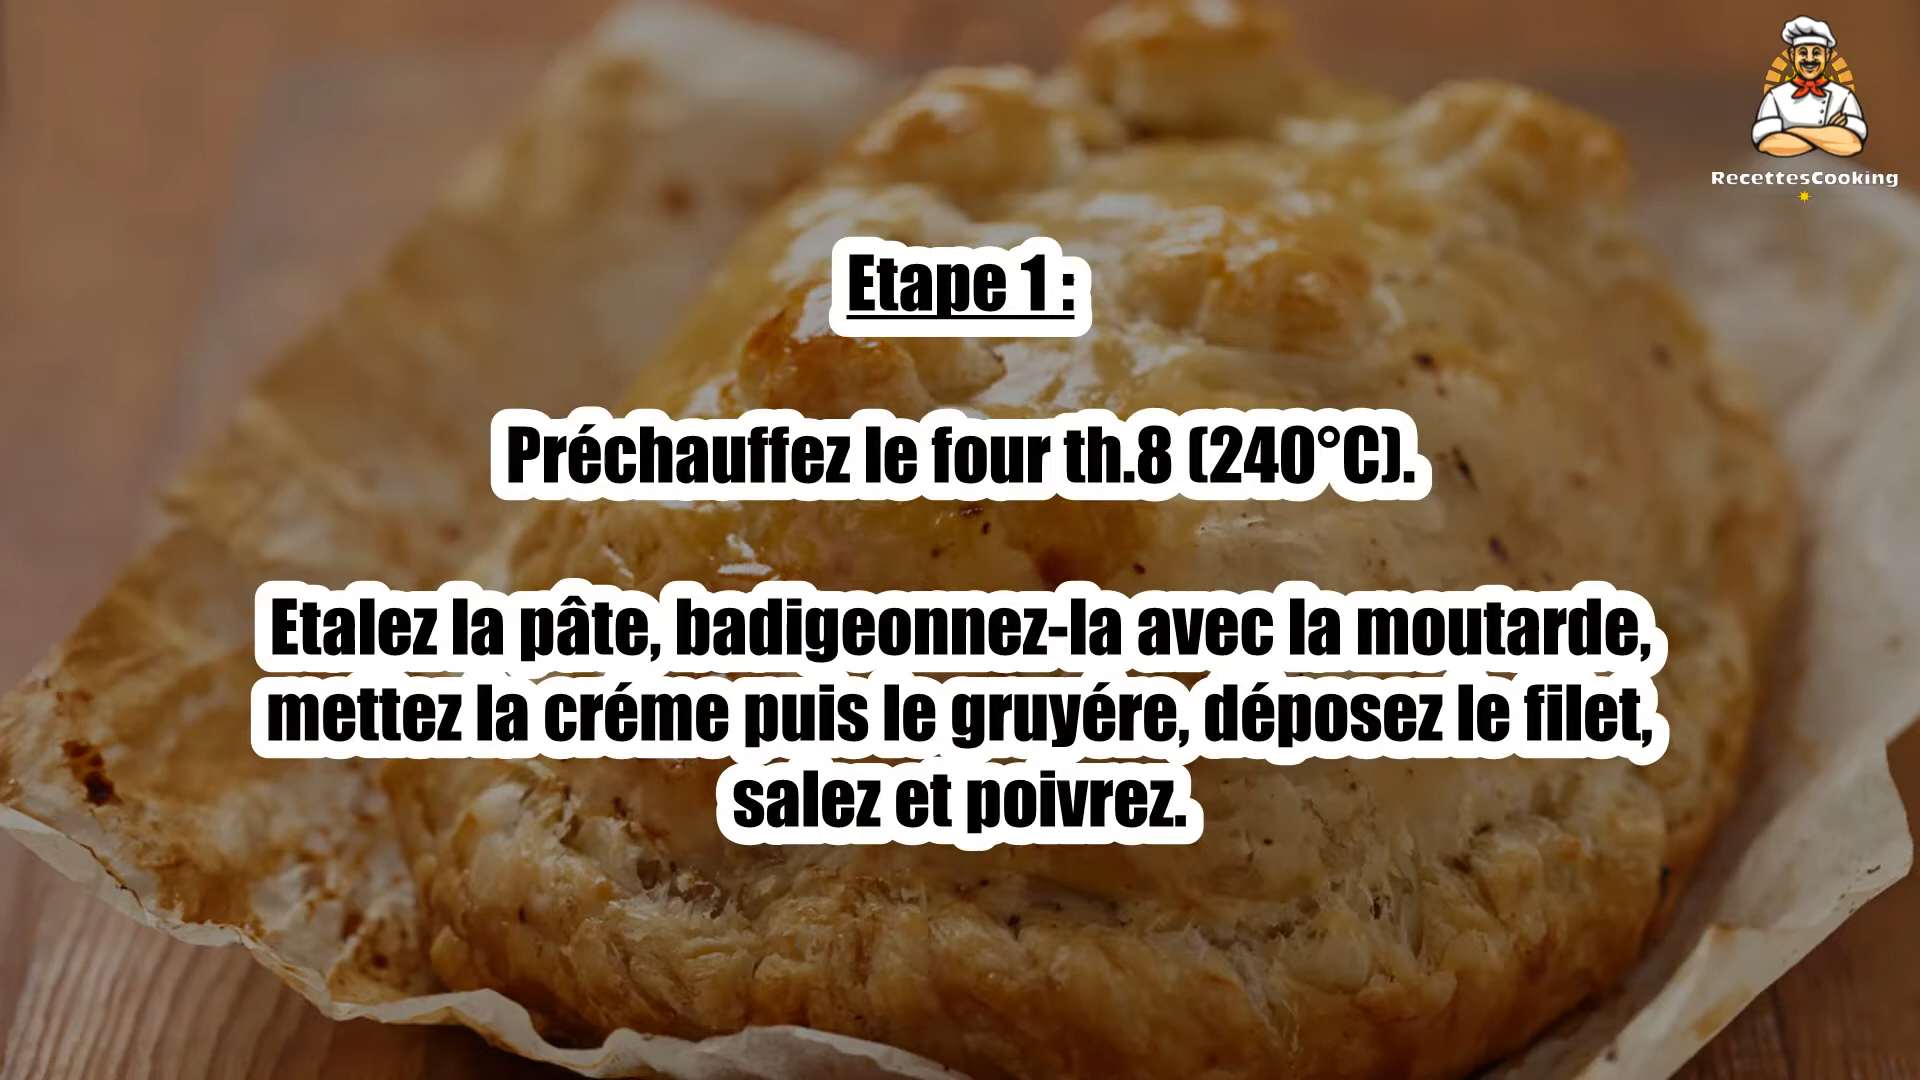 RecettesCooking
Etape 1 :
Préchauffez le four th.8 (240°C).
Etalez la pâte, badigeonnez-la avec la moutarde,
mettez la créme puis le gruyére, déposez le filet,
salez et poivrez.